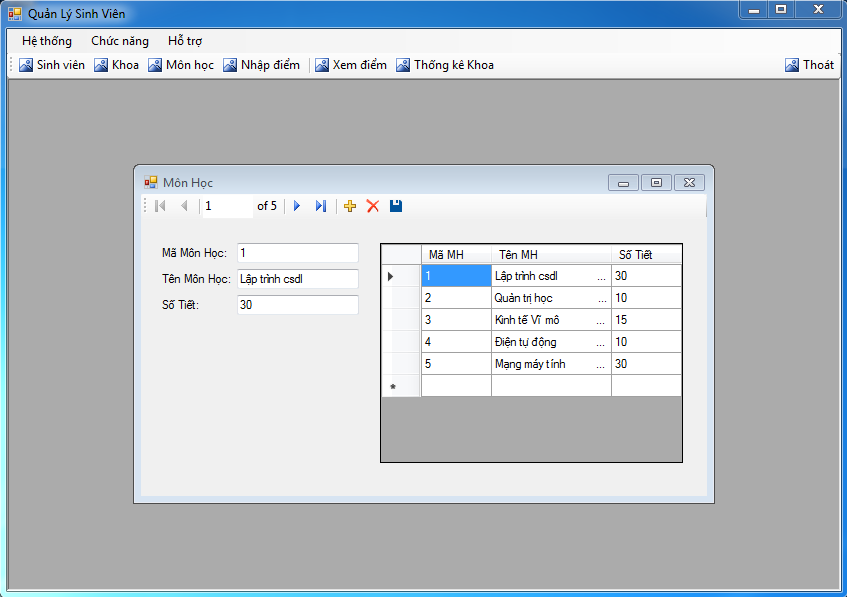 Quản Lý Sinh Viên
Hệ thống Chức năng Hỗ trợ
Sinh viên Khoa Môn học Nhập điểm Xem điểm Thống kê Khoa Thoát
Môn Học
1 of 5
Mã Môn Học: 1
Tên Môn Học: Lập trình csdl
Số Tiết: 30
Mã MH Tên MH Số Tiết
1 Lập trình csdl ... 30
2 Quản trị học ... 10
3 Kinh tế Vĩ mô ... 15
4 Điện tự động ... 10
5 Mạng máy tính ... 30
*